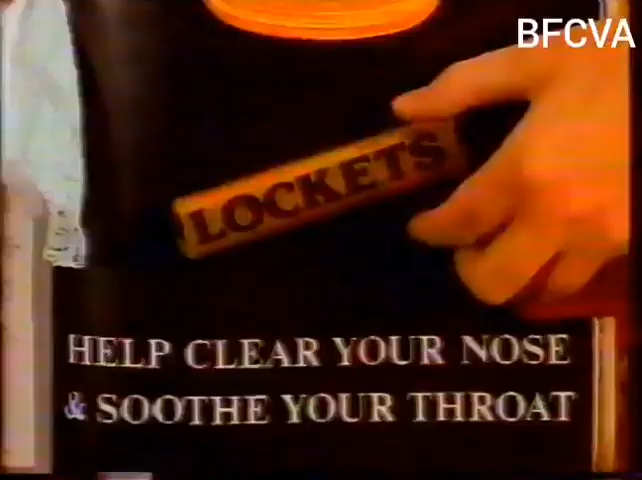 BFCVA
LOCKETS
HELP CLEAR YOUR NOSE
& SOOTHE YOUR THROAT